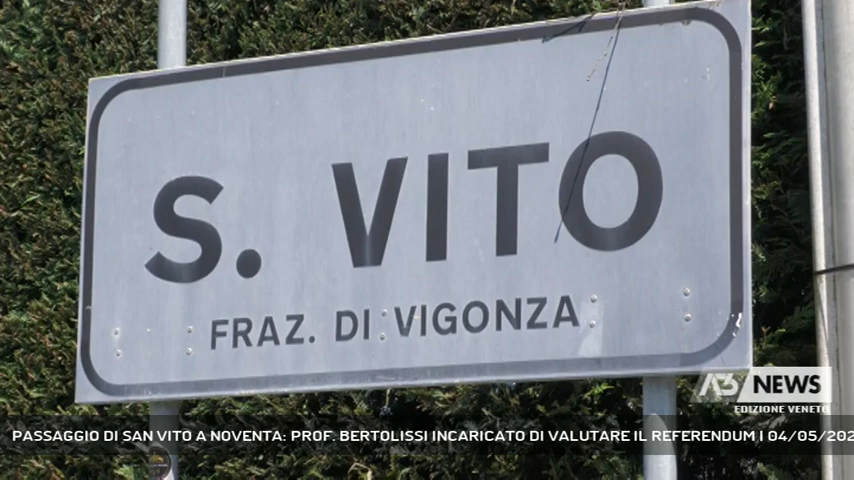 S. VITO
FRAZ. DI VIGONZA
A3 NEWS
EDIZIONE VENETO
PASSAGGIO DI SAN VITO A NOVENTA: PROF. BERTOLISSI INCARICATO DI VALUTARE IL REFERENDUM | 04/05/202